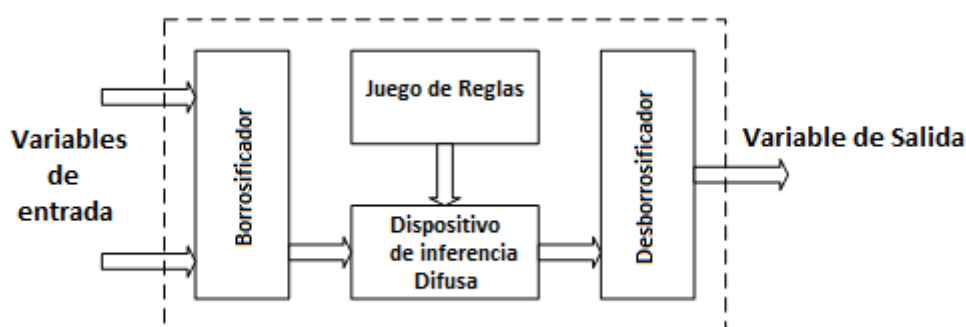 Variables
de
entrada
Borrosificador
Juego de Reglas
Dispositivo
de inferencia
Difusa
Desborrosificador
Variable de Salida